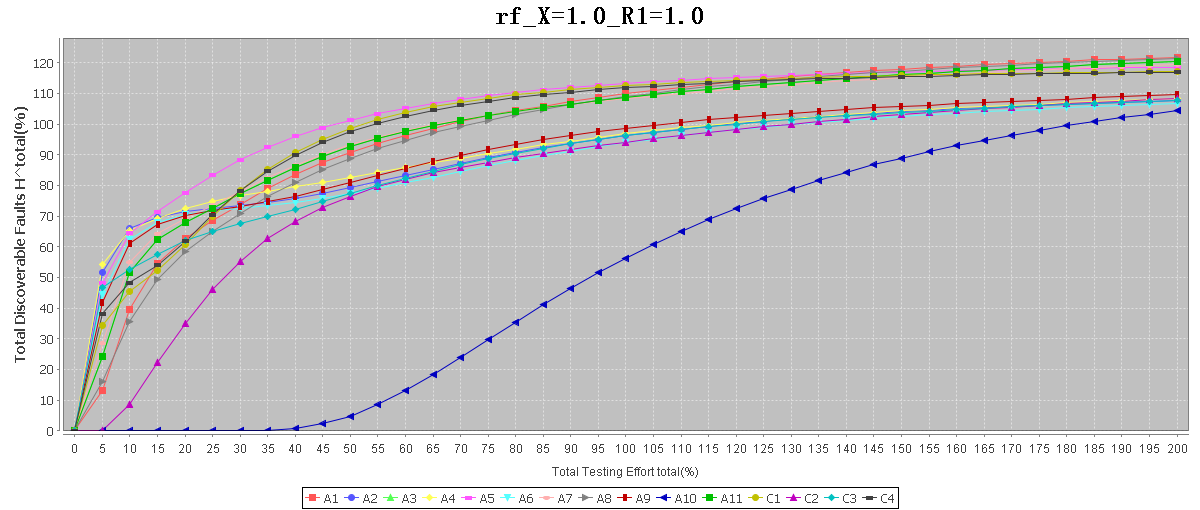 rf_X=1.0_R1=1.0
Total Discoverable Faults H^total(%)
120
110
100
90
80
70
60
50
40
30
20
10
0
0 5 10 15 20 25 30 35 40 45 50 55 60 65 70 75 80 85 90 95 100 105 110 115 120 125 130 135 140 145 150 155 160 165 170 175 180 185 190 195 200
Total Testing Effort total(%)
A1 A2 A3 A4 A5 A6 A7 A8 A9 A10 A11 C1 C2 C3 C4